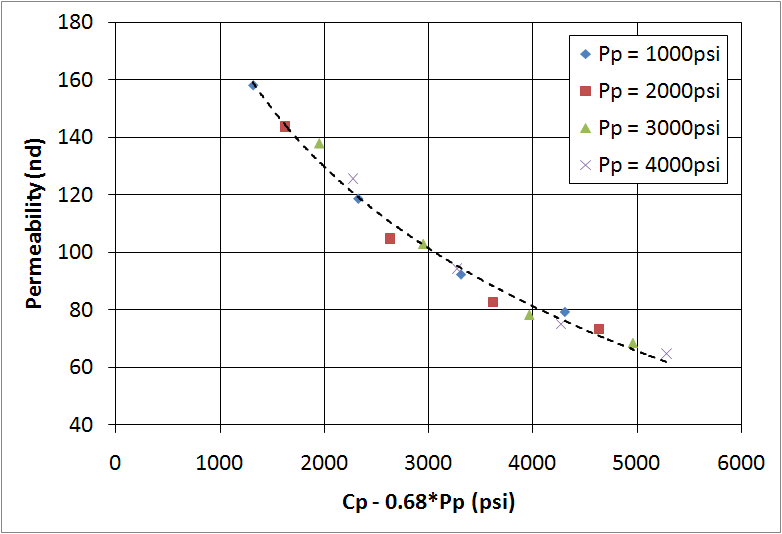 180
160
140
120
100
80
60
40
0 1000 2000 3000 4000 5000 6000
Permeability (nd)
Cp - 0.68*Pp (psi)
Pp = 1000psi
Pp = 2000psi
Pp = 3000psi
Pp = 4000psi